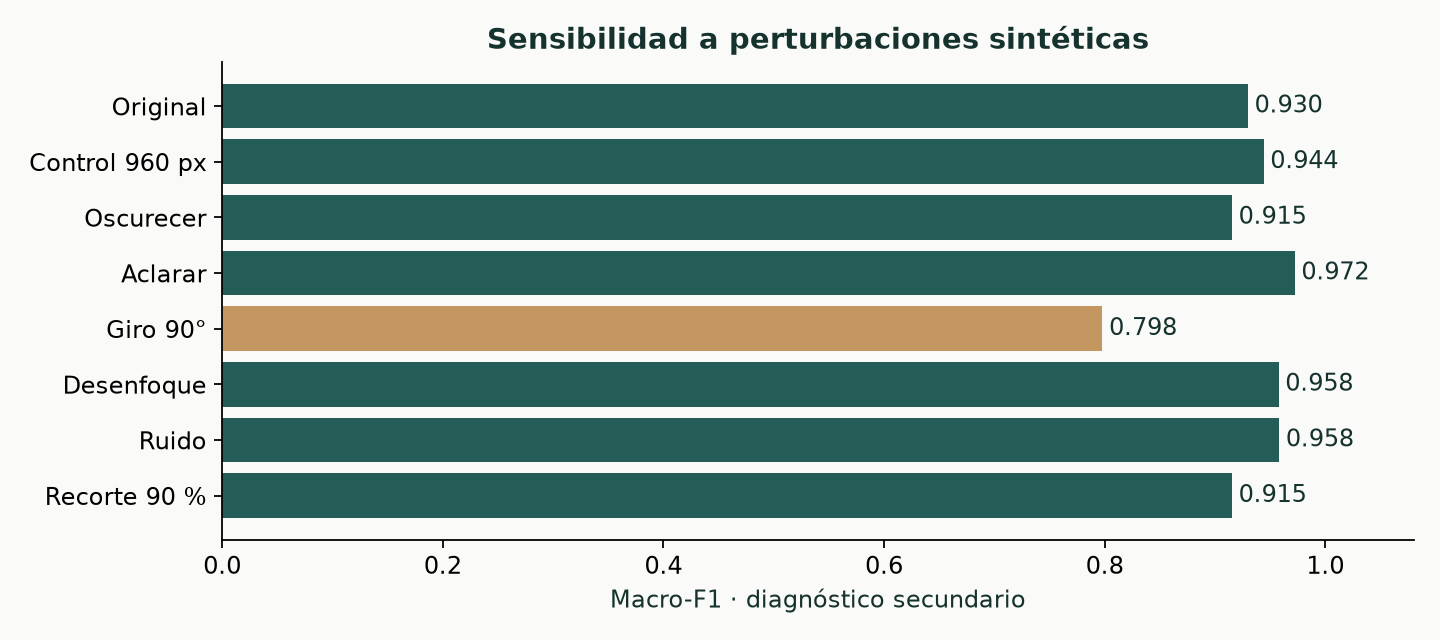 Sensibilidad a perturbaciones sintéticas
Original 0.930
Control 960 px 0.944
Oscurecer 0.915
Aclarar 0.972
Giro 90° 0.798
Desenfoque 0.958
Ruido 0.958
Recorte 90 % 0.915
0.0 0.2 0.4 0.6 0.8 1.0
Macro-F1 · diagnóstico secundario